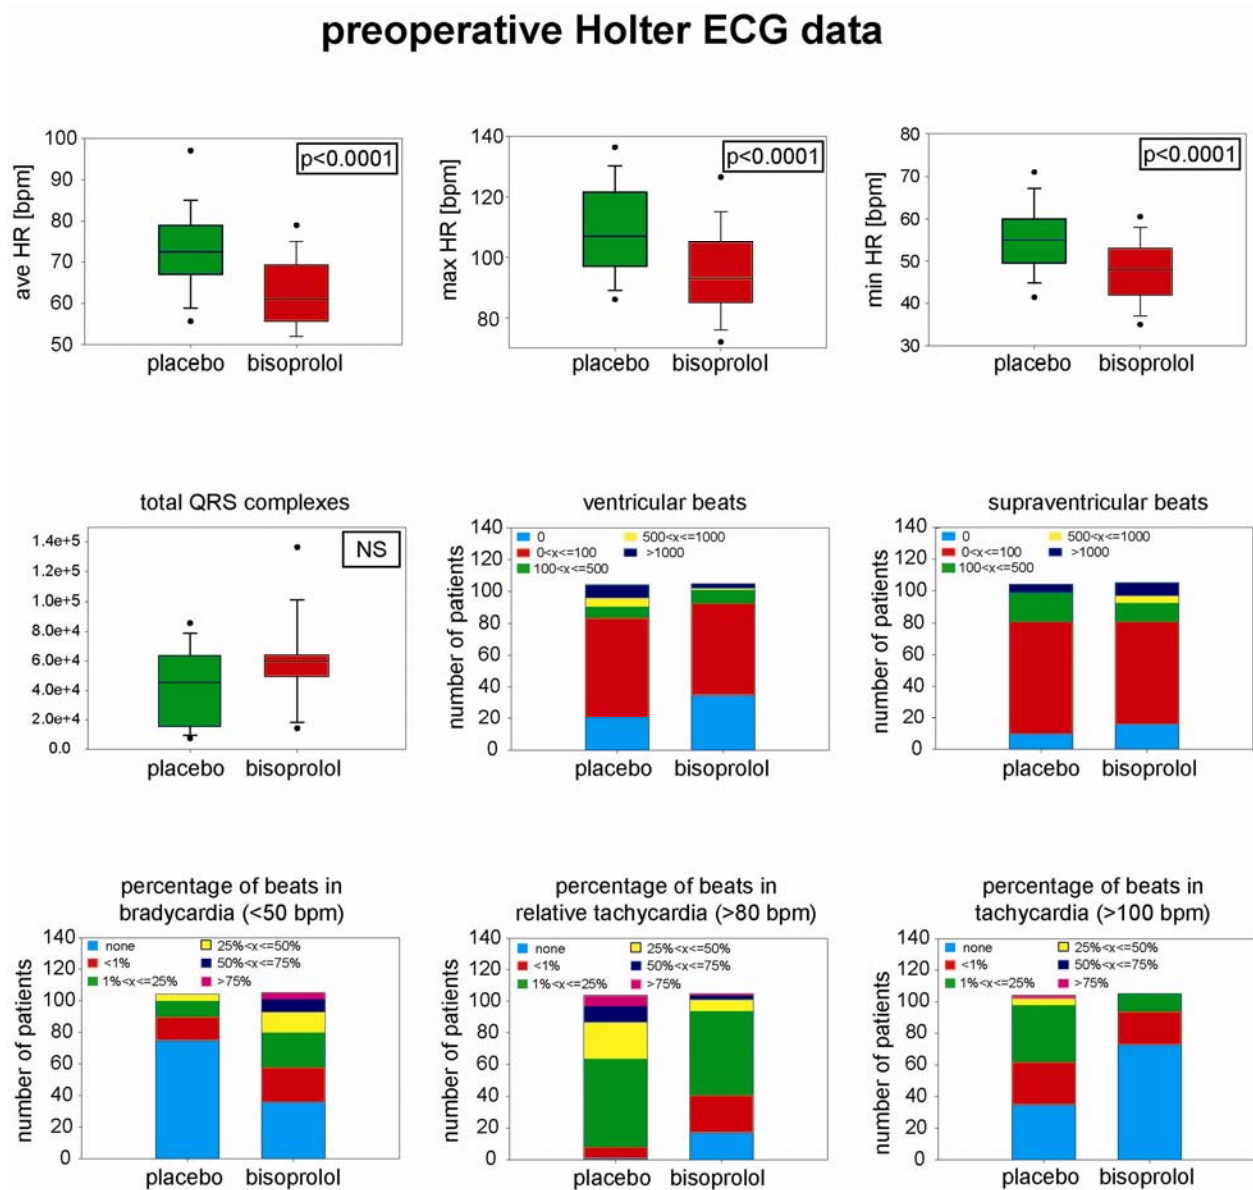 preoperative Holter ECG data
ave HR [bpm]
100
90
80
70
60
50
p<0.0001
placebo bisoprolol
max HR [bpm]
140
120
100
80
p<0.0001
placebo bisoprolol
min HR [bpm]
80
70
60
50
40
30
p<0.0001
placebo bisoprolol
total QRS complexes
1.4e+5
1.2e+5
1.0e+5
8.0e+4
6.0e+4
4.0e+4
2.0e+4
0.0
NS
placebo bisoprolol
ventricular beats
number of patients
140
120
100
80
60
40
20
0
0 500<x<=1000
0<x<=100 >1000
100<x<=500
placebo bisoprolol
supraventricular beats
number of patients
140
120
100
80
60
40
20
0
0 500<x<=1000
0<x<=100 >1000
100<x<=500
placebo bisoprolol
percentage of beats in
bradycardia (<50 bpm)
number of patients
140
120
100
80
60
40
20
0
none 25%<x<=50%
<1% 50%<x<=75%
1%<x<=25% >75%
placebo bisoprolol
percentage of beats in
relative tachycardia (>80 bpm)
number of patients
140
120
100
80
60
40
20
0
none 25%<x<=50%
<1% 50%<x<=75%
1%<x<=25% >75%
placebo bisoprolol
percentage of beats in
tachycardia (>100 bpm)
number of patients
140
120
100
80
60
40
20
0
none 25%<x<=50%
<1% 50%<x<=75%
1%<x<=25% >75%
placebo bisoprolol